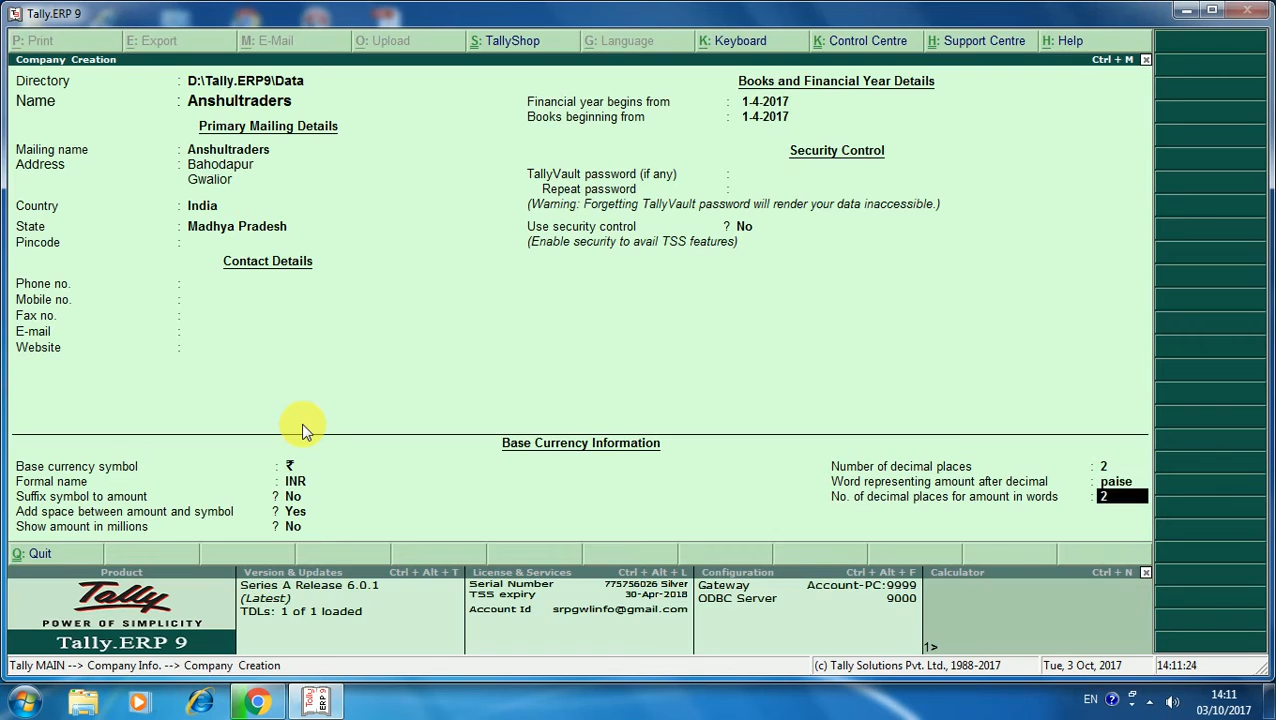 Tally.ERP 9
P: Print
E: Export
M: E-Mail
O: Upload
S: TallyShop
G: Language
K: Keyboard
K: Control Centre
H: Support Centre
H: Help
Company Creation
Ctrl + M
Directory : D:\Tally.ERP9\Data
Name : Anshultraders
Primary Mailing Details
Mailing name : Anshultraders
Address : Bahodapur
Gwalior
Country : India
State : Madhya Pradesh
Pincode :
Contact Details
Phone no. :
Mobile no. :
Fax no. :
E-mail :
Website :
Books and Financial Year Details
Financial year begins from : 1-4-2017
Books beginning from : 1-4-2017
Security Control
TallyVault password (if any) :
Repeat password :
(Warning: Forgetting TallyVault password will render your data inaccessible.)
Use security control ? No
(Enable security to avail TSS features)
Base Currency Information
Base currency symbol : ₹
Formal name : INR
Suffix symbol to amount ? No
Add space between amount and symbol ? Yes
Show amount in millions ? No
Number of decimal places : 2
Word representing amount after decimal : paise
No. of decimal places for amount in words : 2
Q: Quit
Product
Tally
POWER OF SIMPLICITY
Tally.ERP 9
Version & Updates Ctrl + Alt + T
Series A Release 6.0.1
(Latest)
TDLs: 1 of 1 loaded
License & Services Ctrl + Alt + L
Serial Number 775756026 Silver
TSS expiry 30-Apr-2018
Account Id srpgwlinfo@gmail.com
Configuration Ctrl + Alt + F
Gateway Account-PC:9999
ODBC Server 9000
Calculator Ctrl + N
1>
Tally MAIN --> Company Info. --> Company Creation
(c) Tally Solutions Pvt. Ltd., 1988-2017
Tue, 3 Oct, 2017
14:11:24
ERP 9
EN
14:11
03/10/2017